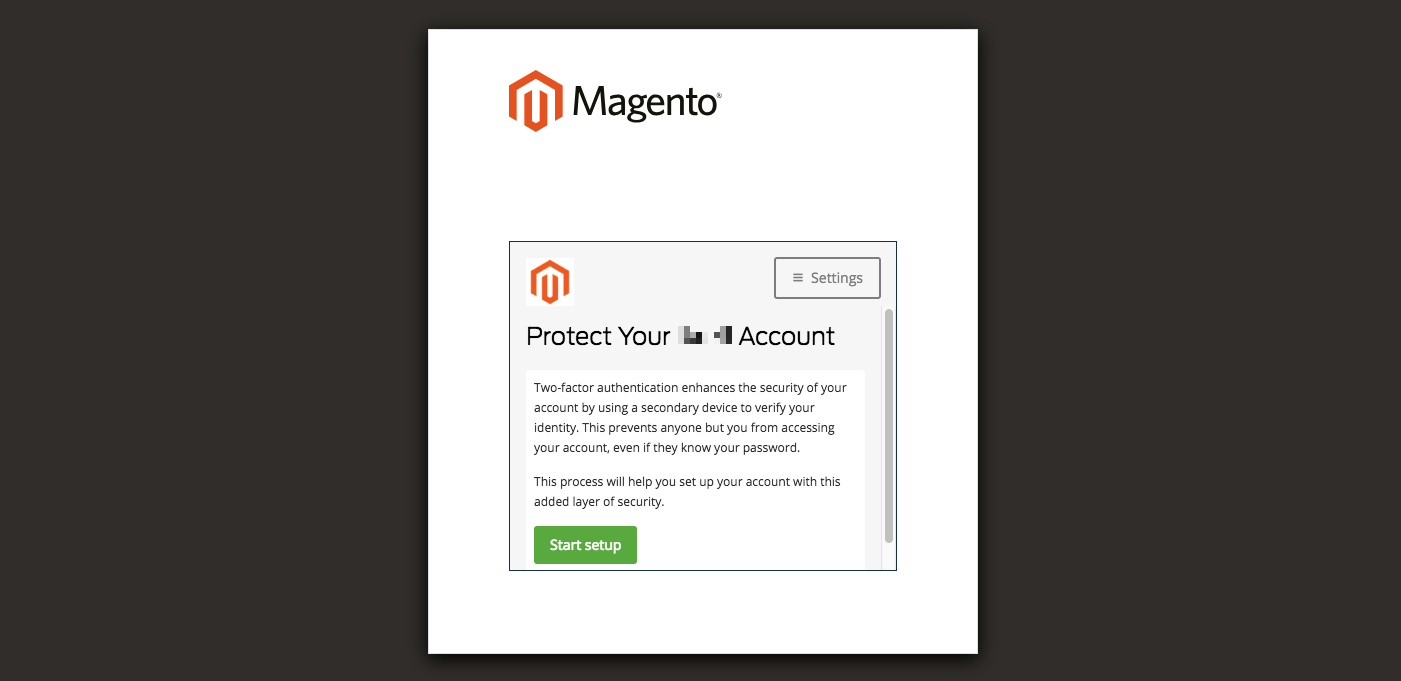 Magento®
Settings
Protect Your Account
Two-factor authentication enhances the security of your
account by using a secondary device to verify your
identity. This prevents anyone but you from accessing
your account, even if they know your password.
This process will help you set up your account with this
added layer of security.
Start setup